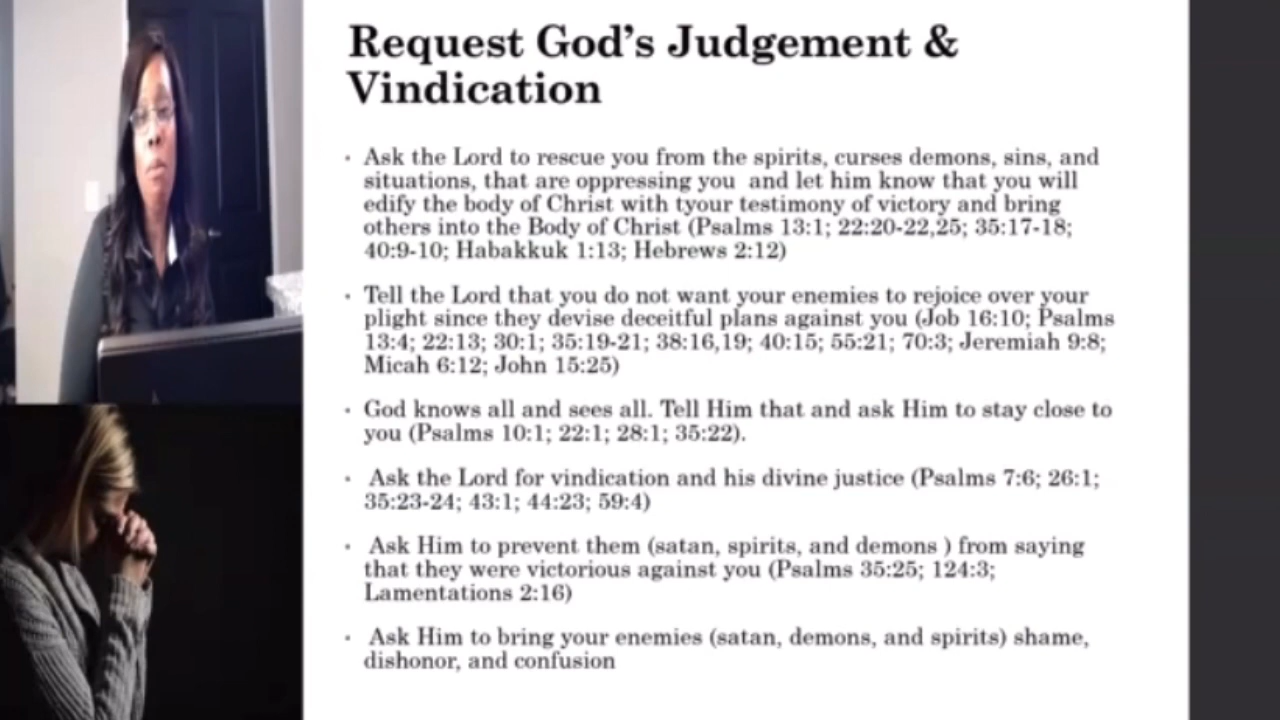 Request God's Judgement &
Vindication
· Ask the Lord to rescue you from the spirits, curses demons, sins, and
situations, that are oppressing you and let him know that you will
edify the body of Christ with tyour testimony of victory and bring
others into the Body of Christ (Psalms 13:1; 22:20-22,25; 35:17-18;
40:9-10; Habakkuk 1:13; Hebrews 2:12)
· Tell the Lord that you do not want your enemies to rejoice over your
plight since they devise deceitful plans against you (Job 16:10; Psalms
13:4; 22:13; 30:1; 35:19-21; 38:16,19; 40:15; 55:21; 70:3; Jeremiah 9:8;
Micah 6:12; John 15:25)
· God knows all and sees all. Tell Him that and ask Him to stay close to
you (Psalms 10:1; 22:1; 28:1; 35:22).
· Ask the Lord for vindication and his divine justice (Psalms 7:6; 26:1;
35:23-24; 43:1; 44:23; 59:4)
· Ask Him to prevent them (satan, spirits, and demons ) from saying
that they were victorious against you (Psalms 35:25; 124:3;
Lamentations 2:16)
· Ask Him to bring your enemies (satan, demons, and spirits) shame,
dishonor, and confusion